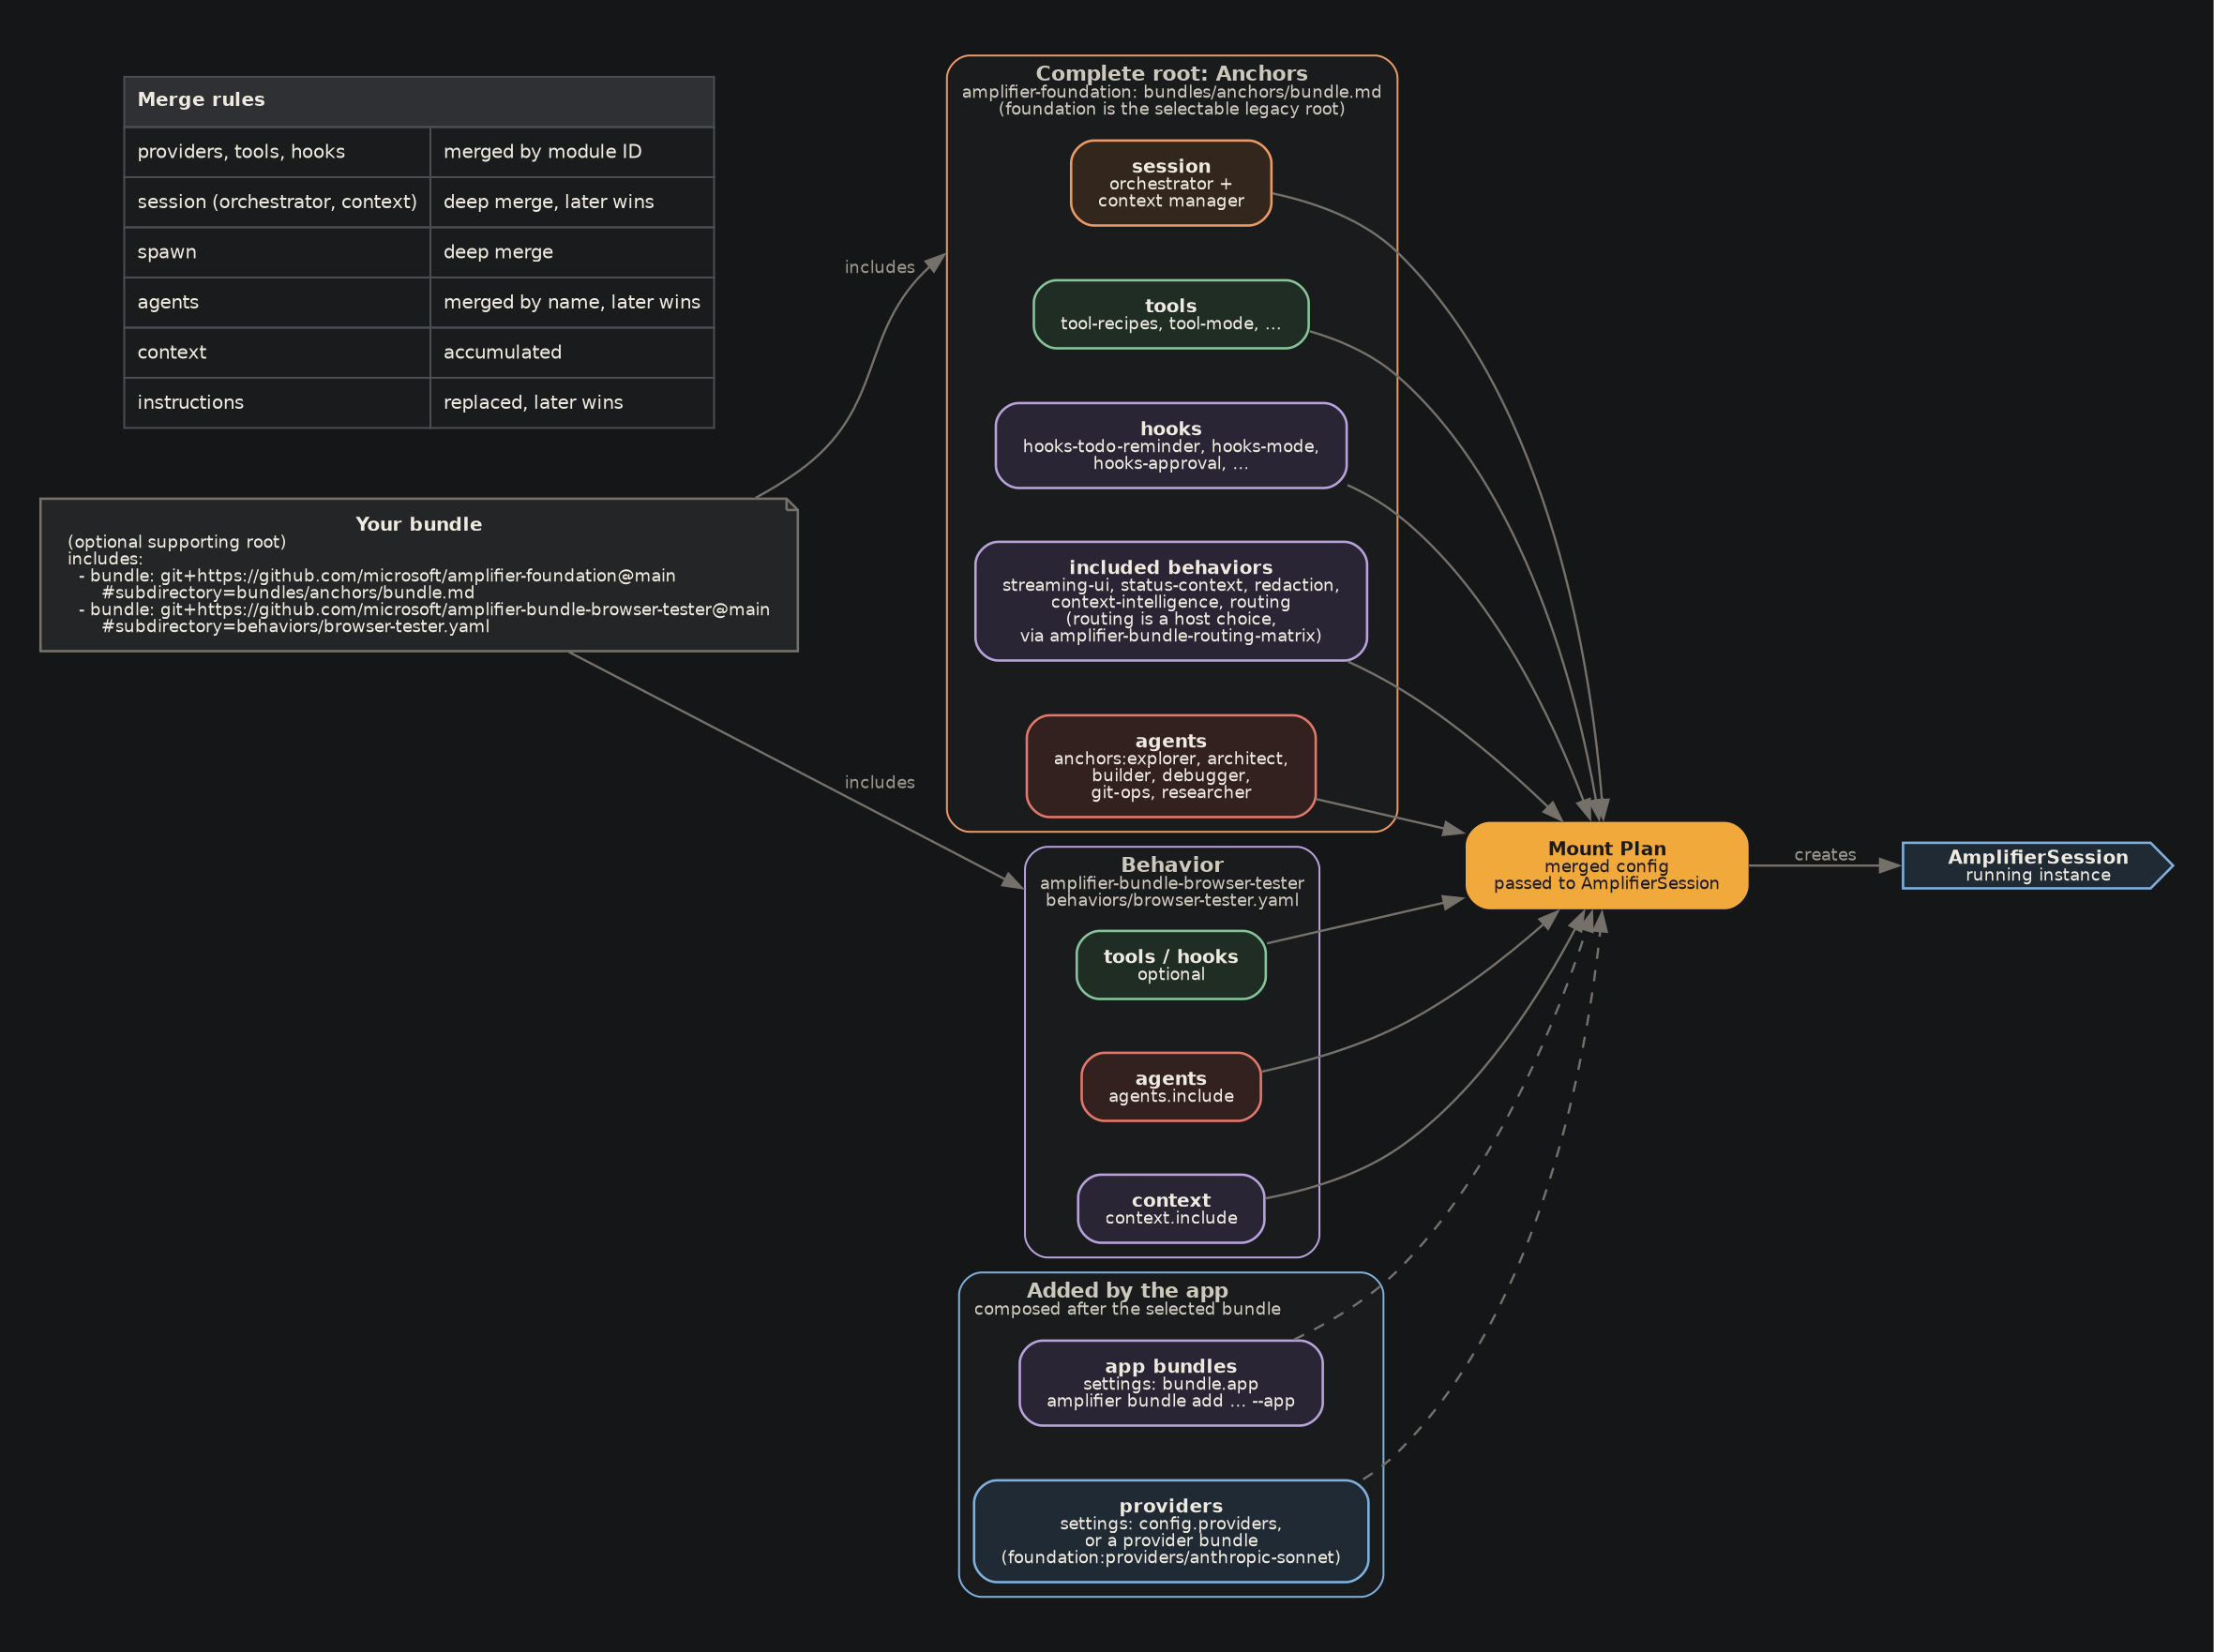 Merge rules
providers, tools, hooks
merged by module ID
session (orchestrator, context)
deep merge, later wins
spawn
deep merge
agents
merged by name, later wins
context
accumulated
instructions
replaced, later wins
Your bundle
(optional supporting root)
includes:
- bundle: git+https://github.com/microsoft/amplifier-foundation@main
#subdirectory=bundles/anchors/bundle.md
- bundle: git+https://github.com/microsoft/amplifier-bundle-browser-tester@main
#subdirectory=behaviors/browser-tester.yaml
includes
includes
Complete root: Anchors
amplifier-foundation: bundles/anchors/bundle.md
(foundation is the selectable legacy root)
session
orchestrator +
context manager
tools
tool-recipes, tool-mode, ...
hooks
hooks-todo-reminder, hooks-mode,
hooks-approval, ...
included behaviors
streaming-ui, status-context, redaction,
context-intelligence, routing
(routing is a host choice,
via amplifier-bundle-routing-matrix)
agents
anchors:explorer, architect,
builder, debugger,
git-ops, researcher
Behavior
amplifier-bundle-browser-tester
behaviors/browser-tester.yaml
tools / hooks
optional
agents
agents.include
context
context.include
Added by the app
composed after the selected bundle
app bundles
settings: bundle.app
amplifier bundle add ... --app
providers
settings: config.providers,
or a provider bundle
(foundation:providers/anthropic-sonnet)
Mount Plan
merged config
passed to AmplifierSession
creates
AmplifierSession
running instance